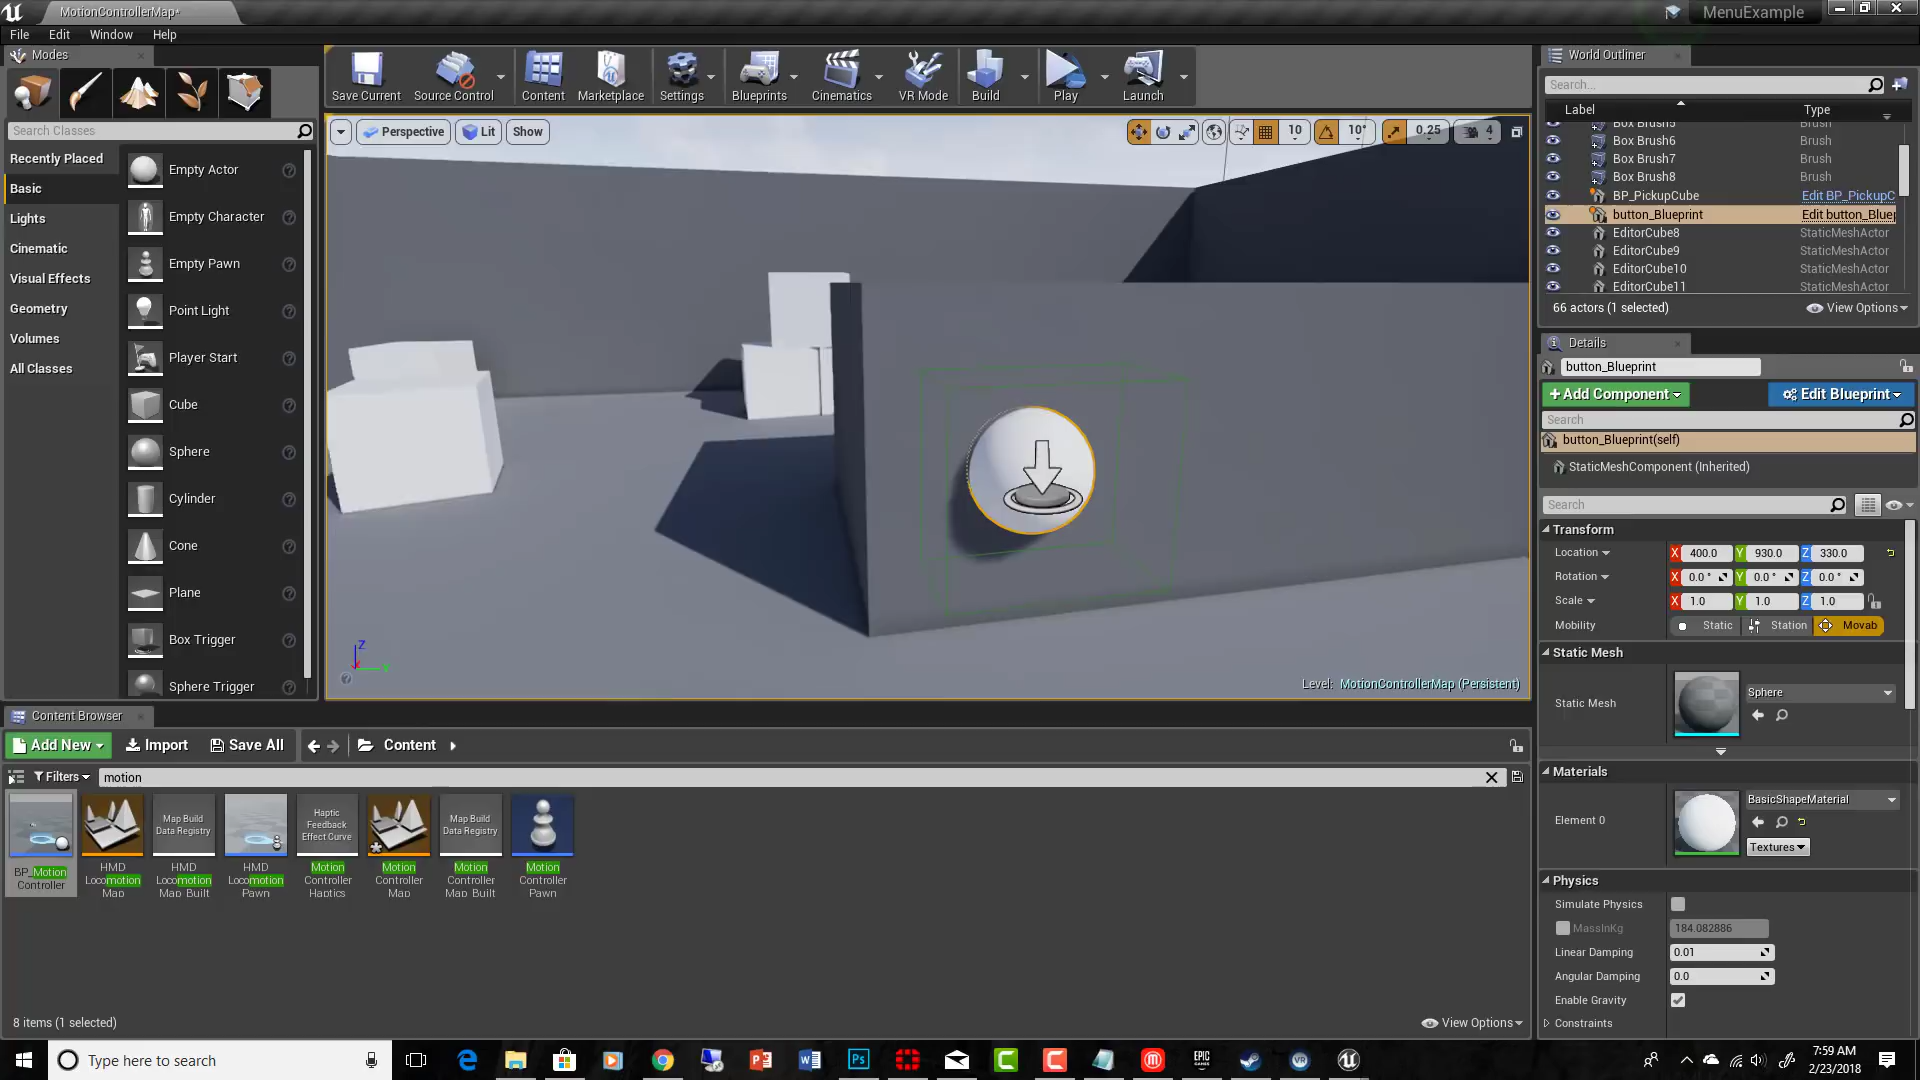 MotionControllerMap*
MenuExample
File Edit Window Help
Modes
Save Current
Source Control
Content
Marketplace
Settings
Blueprints
Cinematics
VR Mode
Build
Play
Launch
World Outliner
Search...
Label Type
Box Brush5 Brush
Box Brush6 Brush
Box Brush7 Brush
Box Brush8 Brush
BP_PickupCube Edit BP_PickupC
button_Blueprint Edit button_Bluep
EditorCube8 StaticMeshActor
EditorCube9 StaticMeshActor
EditorCube10 StaticMeshActor
EditorCube11 StaticMeshActor
66 actors (1 selected)
View Options
Search Classes
Recently Placed
Basic
Lights
Cinematic
Visual Effects
Geometry
Volumes
All Classes
Empty Actor
Empty Character
Empty Pawn
Point Light
Player Start
Cube
Sphere
Cylinder
Cone
Plane
Box Trigger
Sphere Trigger
Perspective Lit Show
10 10° 0.25 4
Z
Y
Level: MotionControllerMap (Persistent)
Details
button_Blueprint
+Add Component
Edit Blueprint
Search
button_Blueprint(self)
StaticMeshComponent (Inherited)
Search
Transform
Location X 400.0 Y 930.0 Z 330.0
Rotation X 0.0 ° Y 0.0 ° Z 0.0 °
Scale X 1.0 Y 1.0 Z 1.0
Mobility Static Station Movab
Static Mesh
Static Mesh Sphere
Materials
Element 0 BasicShapeMaterial
Textures
Physics
Simulate Physics
MassInKg 184.082886
Linear Damping 0.01
Angular Damping 0.0
Enable Gravity
Constraints
Content Browser
Add New Import Save All Content
Filters motion
BP_Motion
Controller
HMD
Locomotion
Map
Map Build
Data Registry
HMD
Locomotion
Map_Built
HMD
Locomotion
Pawn
Haptic
Feedback
Effect Curve
Motion
Controller
Haptics
Motion
Controller
Map
Map Build
Data Registry
Motion
Controller
Map_Built
Motion
Controller
Pawn
8 items (1 selected)
View Options
Type here to search
EPIC
GAMES
7:59 AM
2/23/2018